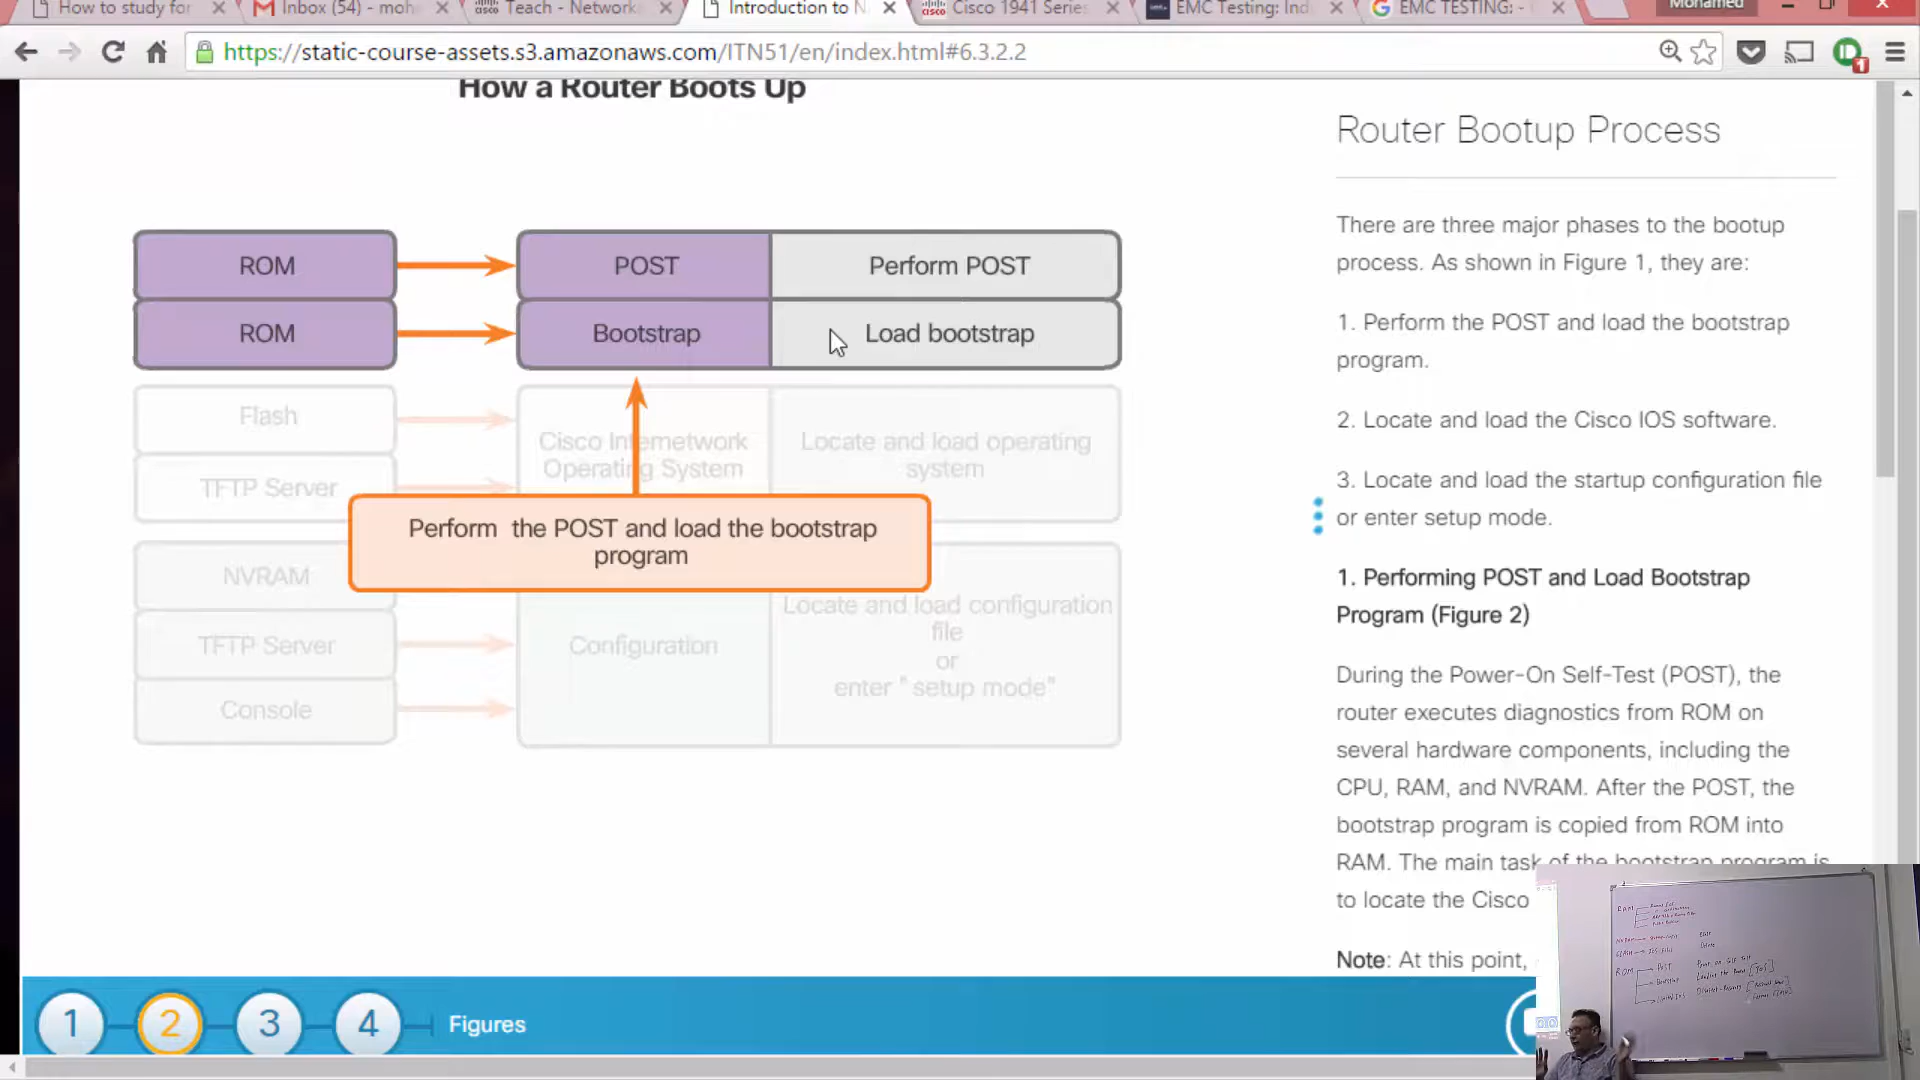 How to study for
Inbox (54) - moh
Teach - Network
Introduction to N
Cisco 1941 Series
EMC Testing: Ind
EMC TESTING: -
Mohamed
https://static-course-assets.s3.amazonaws.com/ITN51/en/index.html#6.3.2.2
How a Router Boots Up
ROM
POST
Perform POST
ROM
Bootstrap
Load bootstrap
Flash
TFTP Server
Cisco Internetwork
Operating System
Locate and load operating
system
Perform the POST and load the bootstrap
program
NVRAM
TFTP Server
Console
Configuration
Locate and load configuration
file
or
enter " setup mode"
Router Bootup Process
There are three major phases to the bootup
process. As shown in Figure 1, they are:
1. Perform the POST and load the bootstrap
program.
2. Locate and load the Cisco IOS software.
3. Locate and load the startup configuration file
or enter setup mode.
1. Performing POST and Load Bootstrap
Program (Figure 2)
During the Power-On Self-Test (POST), the
router executes diagnostics from ROM on
several hardware components, including the
CPU, RAM, and NVRAM. After the POST, the
bootstrap program is copied from ROM into
RAM. The main task of the bootstrap program is
to locate the Cisco
Note: At this point,
1
2
3
4
Figures
RAM
ROM
POST